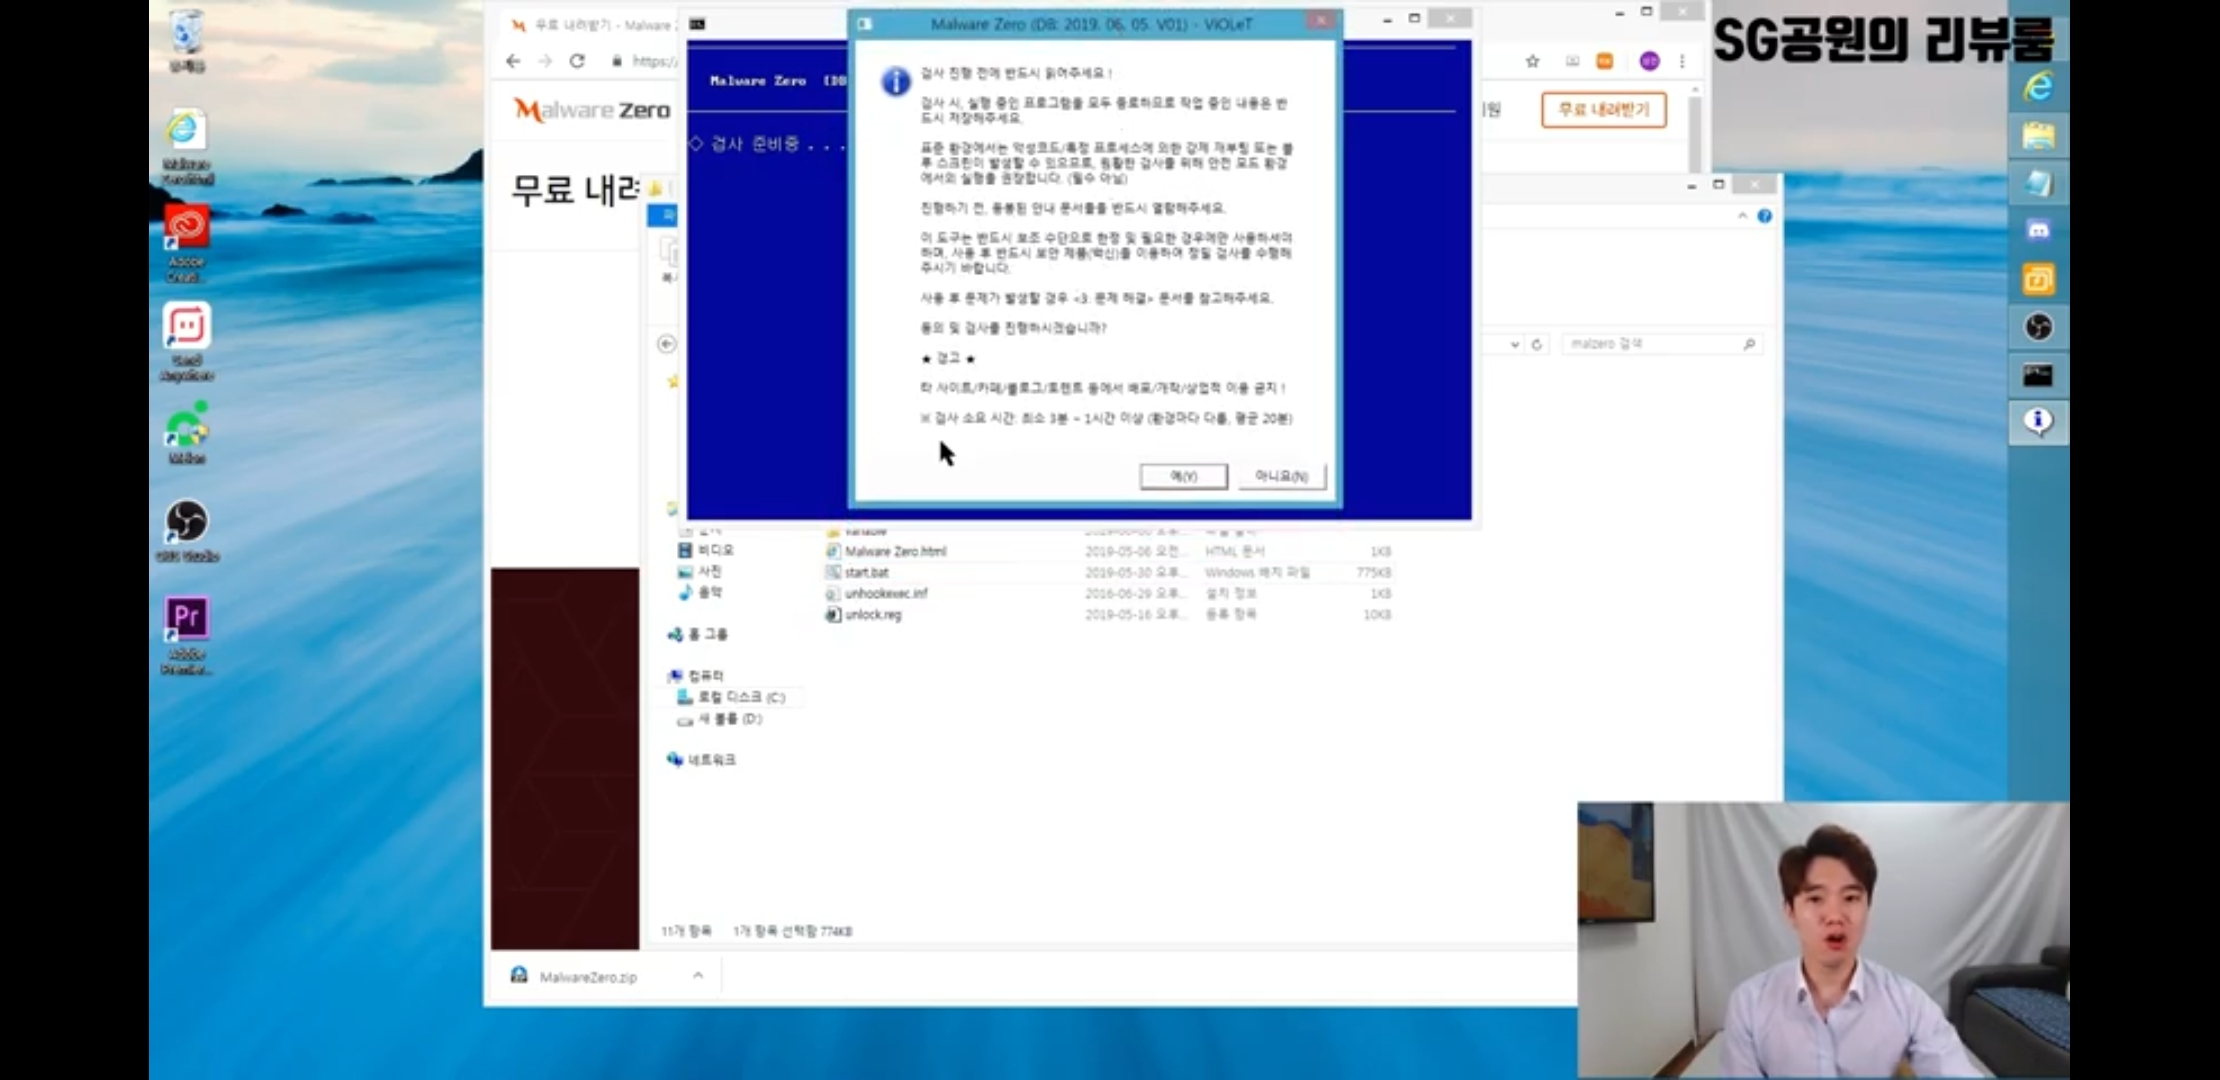 무료 내려받기 - Malware
https:/
Malware Zero
무료 내려받기
무료 내려
SG공원의 리뷰룸
Malware Zero (DB: 2019. 06. 05. V01) - ViOLeT
Malware Zero (DB
◇ 검사 준비중 . . .
검사 진행 전에 반드시 읽어주세요 !
검사 시, 실행 중인 프로그램을 모두 종료하므로 작업 중인 내용은 반
드시 저장해주세요.
표준 환경에서는 악성코드/특정 프로세스에 의한 강제 재부팅 또는 블
루 스크린이 발생할 수 있으므로, 원활한 검사를 위해 안전 모드 환경
에서의 실행을 권장합니다. (필수 아님)
진행하기 전, 동봉된 안내 문서들을 반드시 열람해주세요.
이 도구는 반드시 보조 수단으로 한정 및 필요한 경우에만 사용하셔야
하며, 사용 후 반드시 보안 제품(백신)을 이용하여 정밀 검사를 수행해
주시기 바랍니다.
사용 후 문제가 발생할 경우 <3. 문제 해결> 문서를 참고해주세요.
동의 및 검사를 진행하시겠습니까?
★ 경고 ★
타 사이트/카페/블로그/토렌트 등에서 배포/개작/상업적 이용 금지 !
※ 검사 소요 시간: 최소 3분 ~ 1시간 이상 (환경마다 다름, 평균 20분)
예(Y)
아니요(N)
malzero 검색
비디오
사진
음악
홈 그룹
컴퓨터
로컬 디스크 (C:)
새 볼륨 (D:)
네트워크
Malware Zero.html 2019-05-06 오전... HTML 문서 1KB
start.bat 2019-05-30 오후... Windows 배치 파일 775KB
unhookexec.inf 2016-06-29 오후... 설치 정보 1KB
unlock.reg 2019-05-16 오후... 등록 항목 10KB
11개 항목 1개 항목 선택함 774KB
MalwareZero.zip
Adobe
Creati...
Send
Anywhere
OBS Studio
Pr
Adobe
Premier...